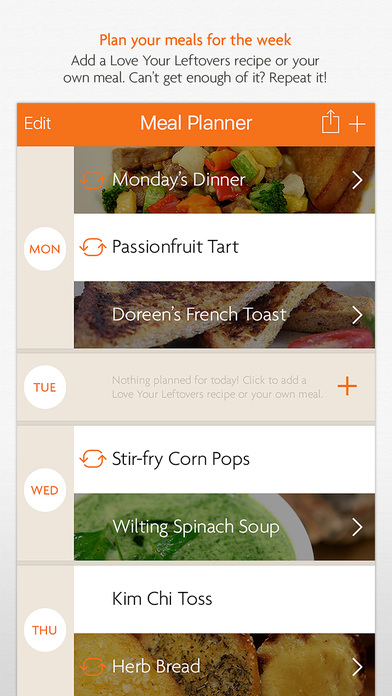 Plan your meals for the week
Add a Love Your Leftovers recipe or your
own meal. Can't get enough of it? Repeat it!
Edit
Meal Planner
Monday's Dinner
MON
Passionfruit Tart
Doreen's French Toast
TUE
Nothing planned for today! Click to add a
Love Your Leftovers recipe or your own meal.
Stir-fry Corn Pops
WED
Wilting Spinach Soup
Kim Chi Toss
THU
Herb Bread